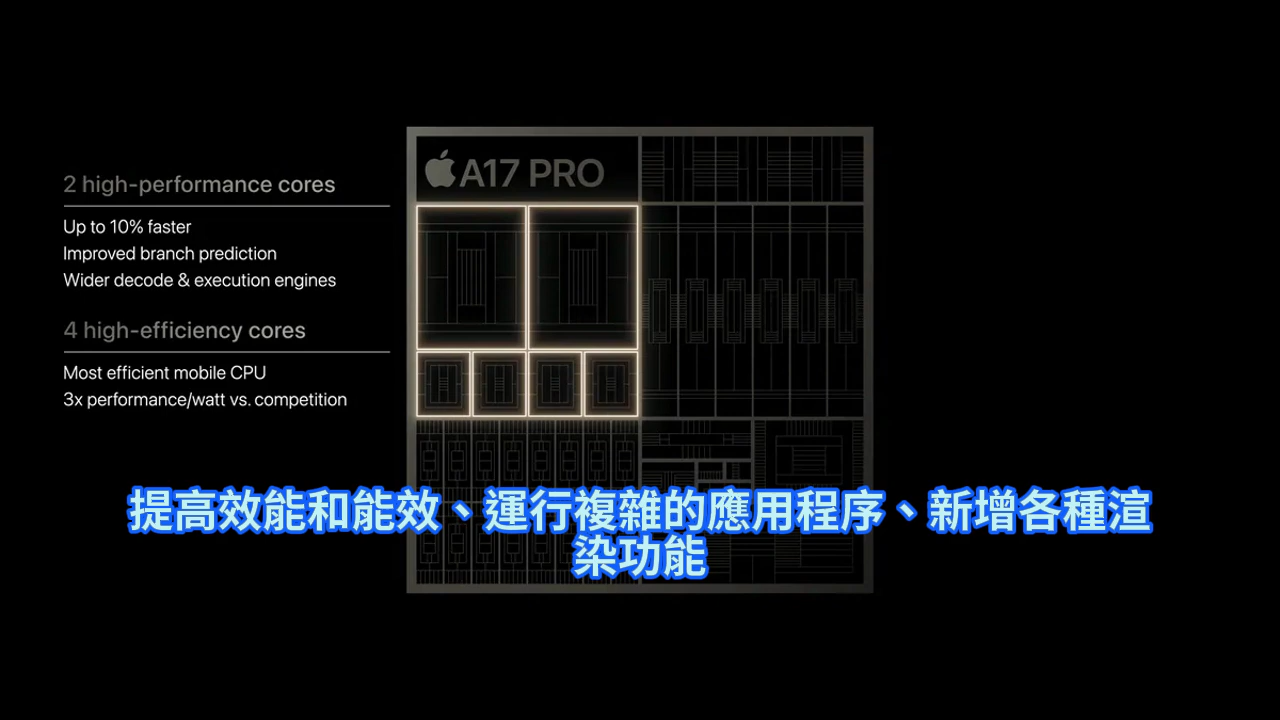 A17 PRO
2 high-performance cores
Up to 10% faster
Improved branch prediction
Wider decode & execution engines
4 high-efficiency cores
Most efficient mobile CPU
3x performance/watt vs. competition
提高效能和能效、運行複雜的應用程序、新增各種渲
染功能